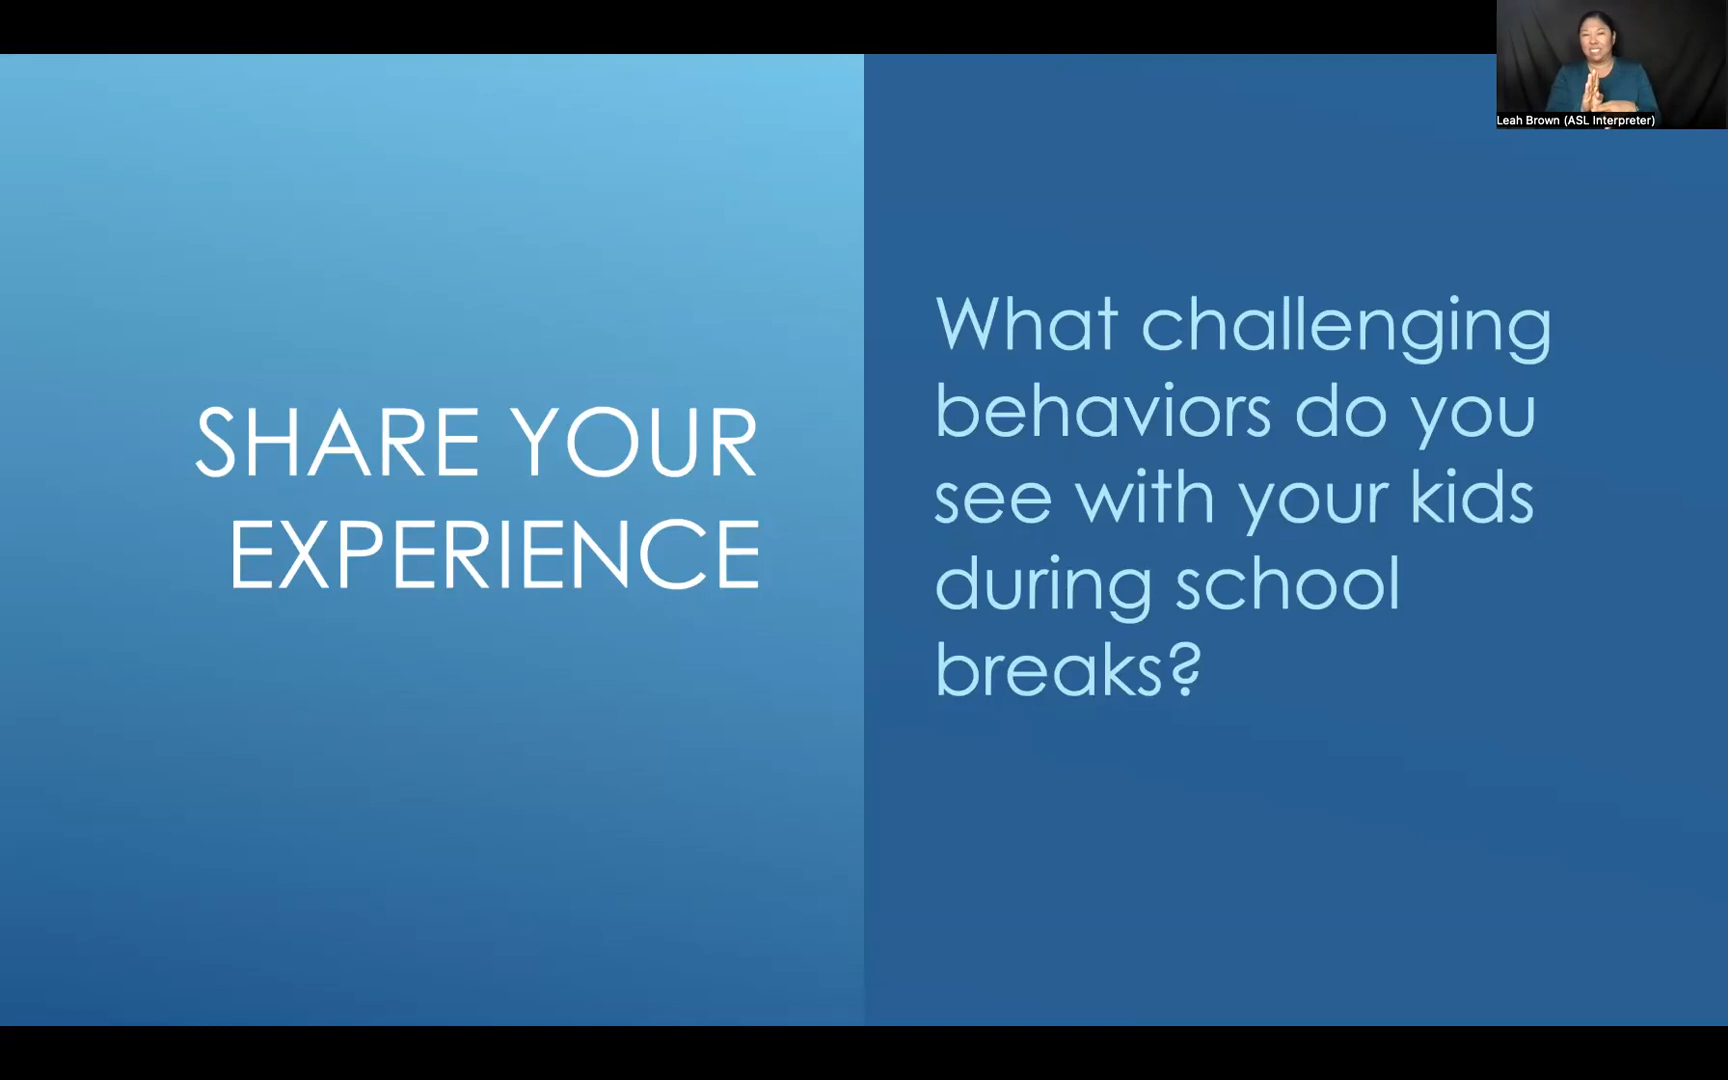 Leah Brown (ASL Interpreter)
SHARE YOUR
EXPERIENCE
What challenging
behaviors do you
see with your kids
during school
breaks?